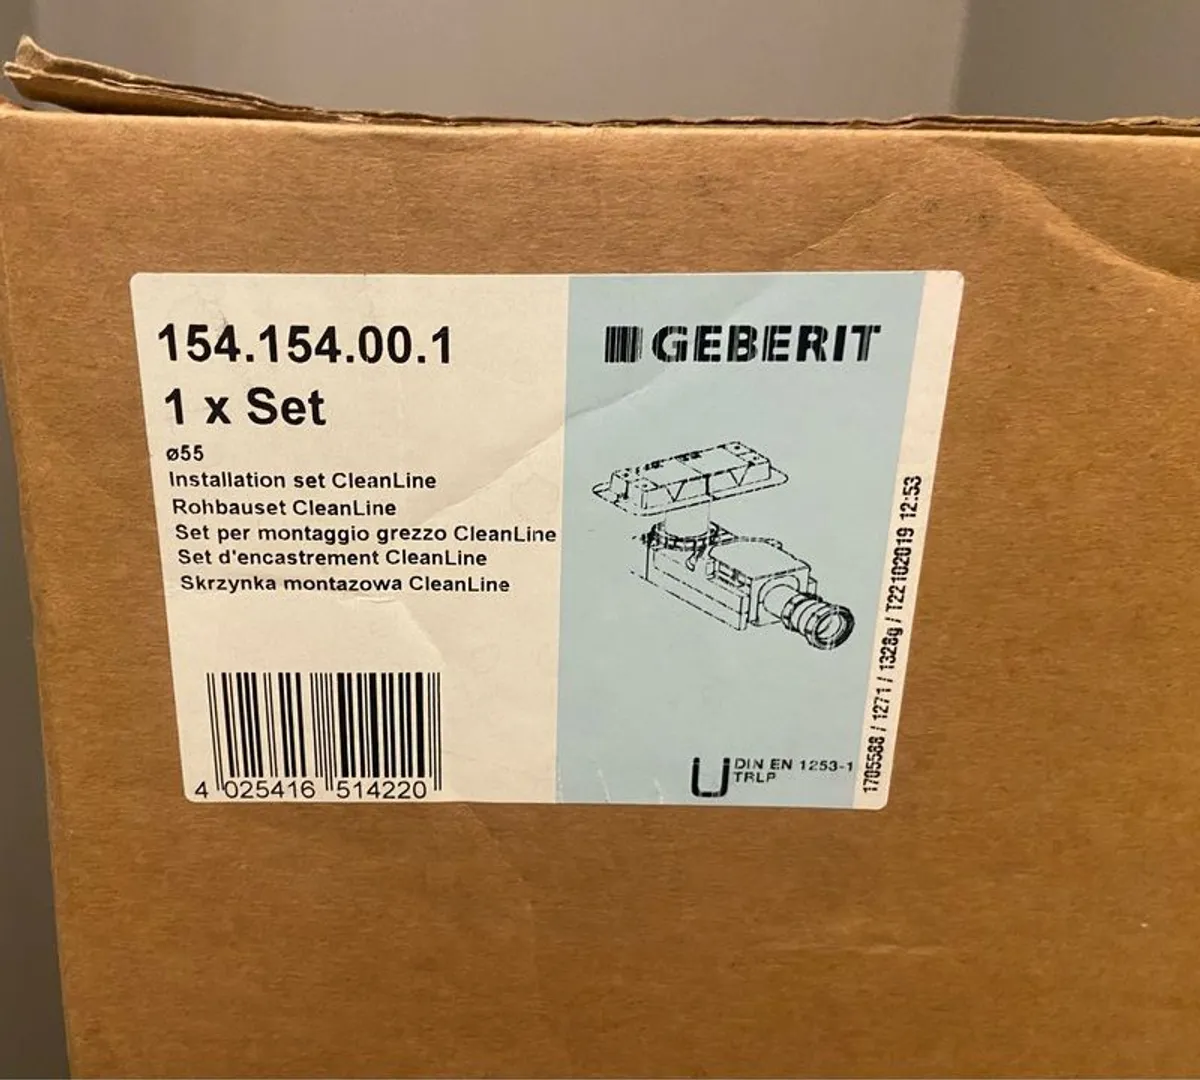 154.154.00.1
1 x Set
ø55
Installation set CleanLine
Rohbauset CleanLine
Set per montaggio grezzo CleanLine
Set d'encastrement CleanLine
Skrzynka montazowa CleanLine
4 025416 514220
GEBERIT
DIN EN 1253-1
TRLP
1705588 / 1271 / 1328g / T22102019 12:53